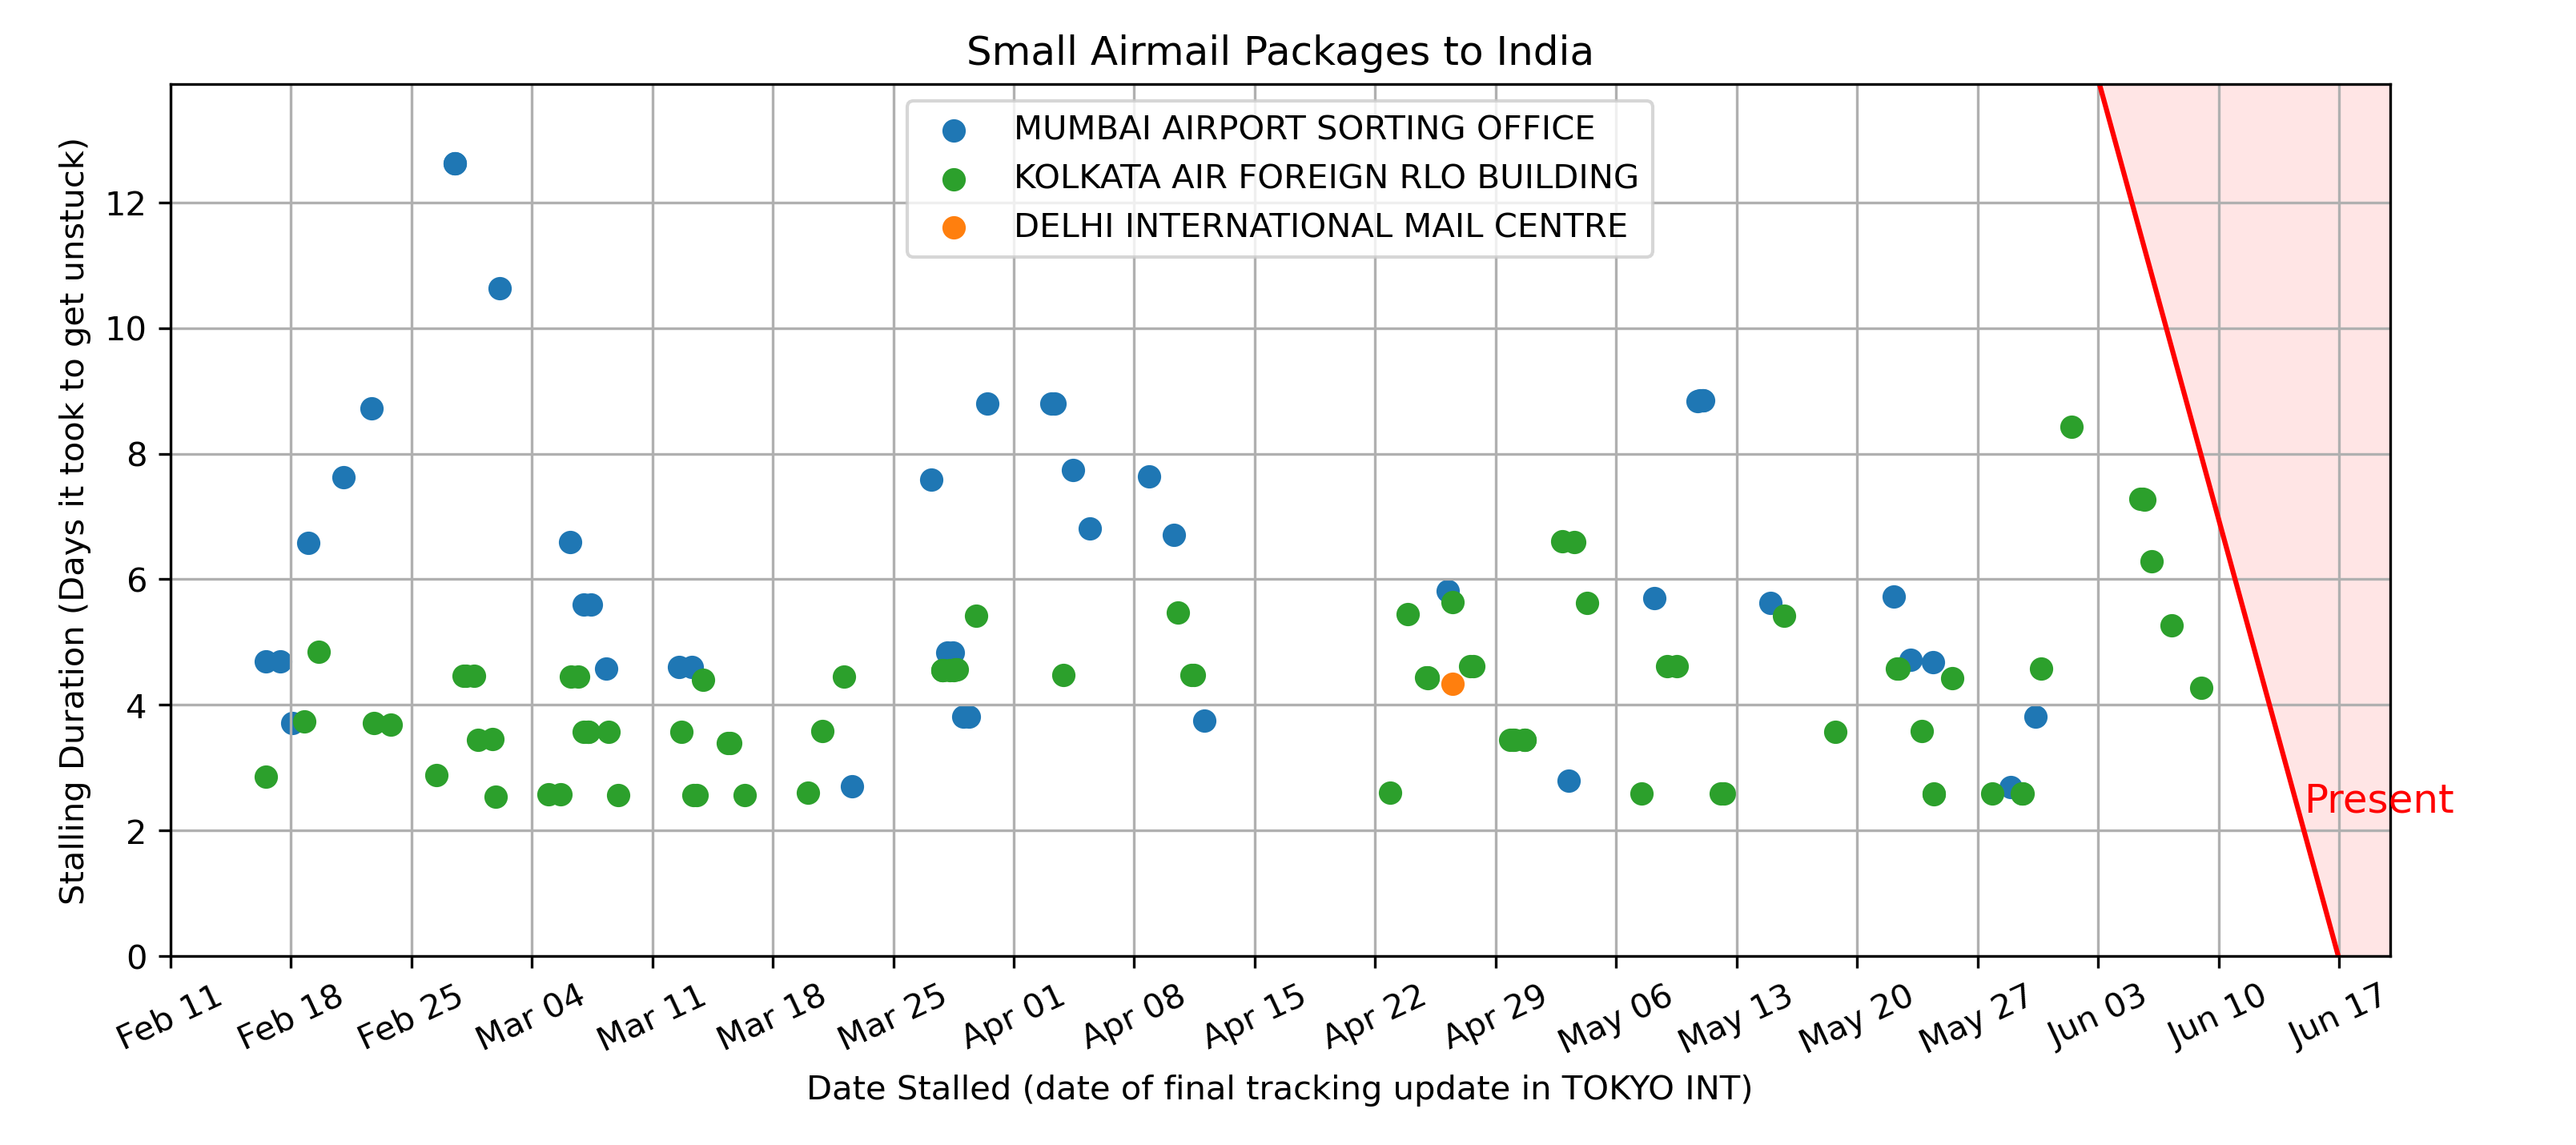 Small Airmail Packages to India
MUMBAI AIRPORT SORTING OFFICE
KOLKATA AIR FOREIGN RLO BUILDING
DELHI INTERNATIONAL MAIL CENTRE
Stalling Duration (Days it took to get unstuck)
12
10
8
6
4
2
0
Present
Feb 11 Feb 18 Feb 25 Mar 04 Mar 11 Mar 18 Mar 25 Apr 01 Apr 08 Apr 15 Apr 22 Apr 29 May 06 May 13 May 20 May 27 Jun 03 Jun 10 Jun 17
Date Stalled (date of final tracking update in TOKYO INT)